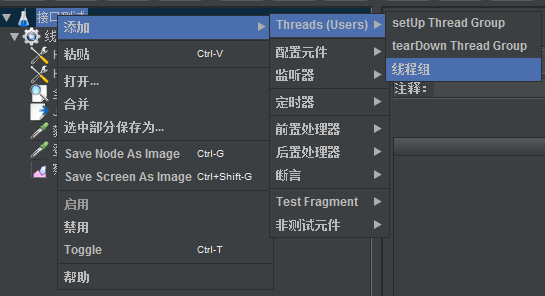 接口测试
线
添加
粘贴 Ctrl-V
打开...
合并
选中部分保存为...
Save Node As Image Ctrl-G
Save Screen As Image Ctrl+Shift-G
启用
禁用
Toggle Ctrl-T
帮助
Threads (Users)
配置元件
监听器
定时器
前置处理器
后置处理器
断言
Test Fragment
非测试元件
setUp Thread Group
tearDown Thread Group
线程组
注释: